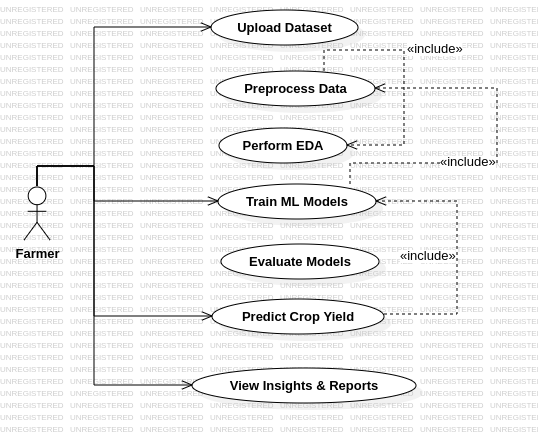 Upload Dataset
«include»
Preprocess Data
Perform EDA
«include»
Train ML Models
Farmer
«include»
Evaluate Models
Predict Crop Yield
View Insights & Reports
UNREGISTERED